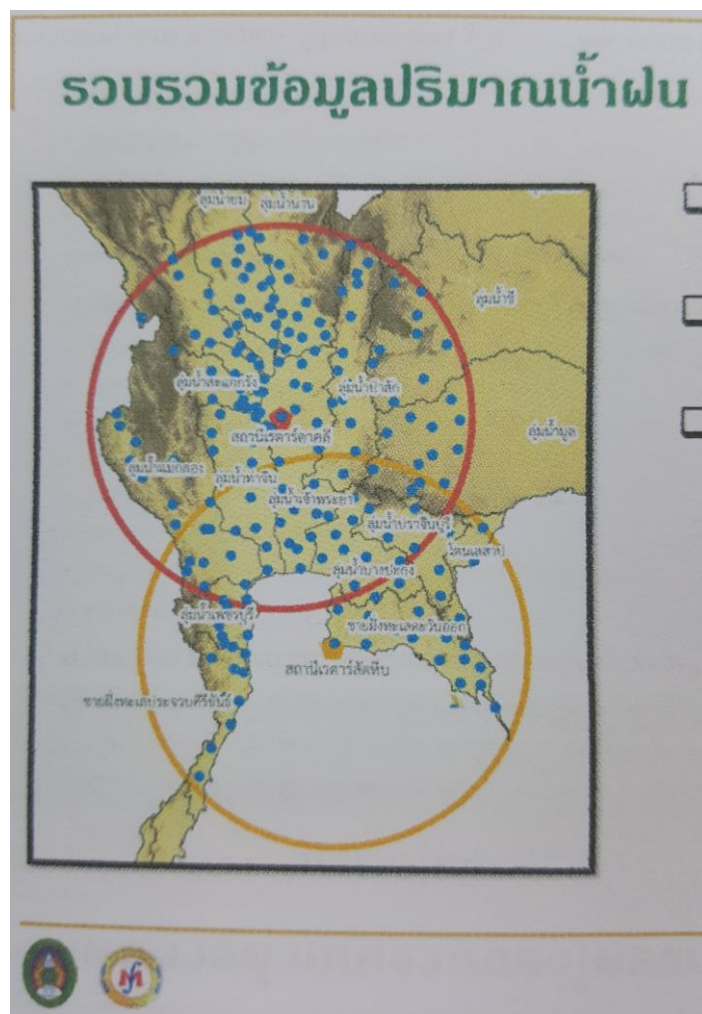 รวบรวมข้อมูลปริมาณน้ำฝน
ลุ่มน้ำยม
ลุ่มน้ำน่าน
ลุ่มน้ำชี
ลุ่มน้ำสะแกกรัง
ลุ่มน้ำป่าสัก
สถานีเรดาร์ตาคลี
ลุ่มน้ำมูล
ลุ่มน้ำแม่กลอง
ลุ่มน้ำท่าจีน
ลุ่มน้ำเจ้าพระยา
ลุ่มน้ำปราจีนบุรี
โตนเลสาป
ลุ่มน้ำบางปะกง
ลุ่มน้ำเพชรบุรี
ชายฝั่งทะเลตะวันออก
สถานีเรดาร์สัตหีบ
ชายฝั่งทะเลประจวบคีรีขันธ์